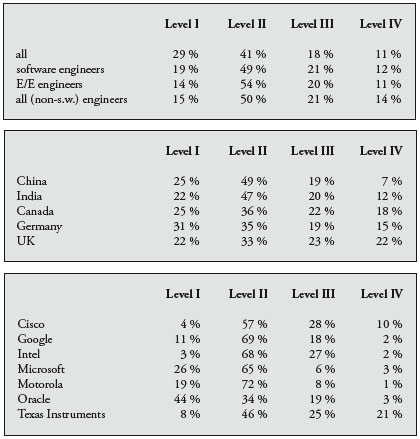 Level I Level II Level III Level IV
all 29 % 41 % 18 % 11 %
software engineers 19 % 49 % 21 % 12 %
E/E engineers 14 % 54 % 20 % 11 %
all (non-s.w.) engineers 15 % 50 % 21 % 14 %
Level I Level II Level III Level IV
China 25 % 49 % 19 % 7 %
India 22 % 47 % 20 % 12 %
Canada 25 % 36 % 22 % 18 %
Germany 31 % 35 % 19 % 15 %
UK 22 % 33 % 23 % 22 %
Level I Level II Level III Level IV
Cisco 4 % 57 % 28 % 10 %
Google 11 % 69 % 18 % 2 %
Intel 3 % 68 % 27 % 2 %
Microsoft 26 % 65 % 6 % 3 %
Motorola 19 % 72 % 8 % 1 %
Oracle 44 % 34 % 19 % 3 %
Texas Instruments 8 % 46 % 25 % 21 %